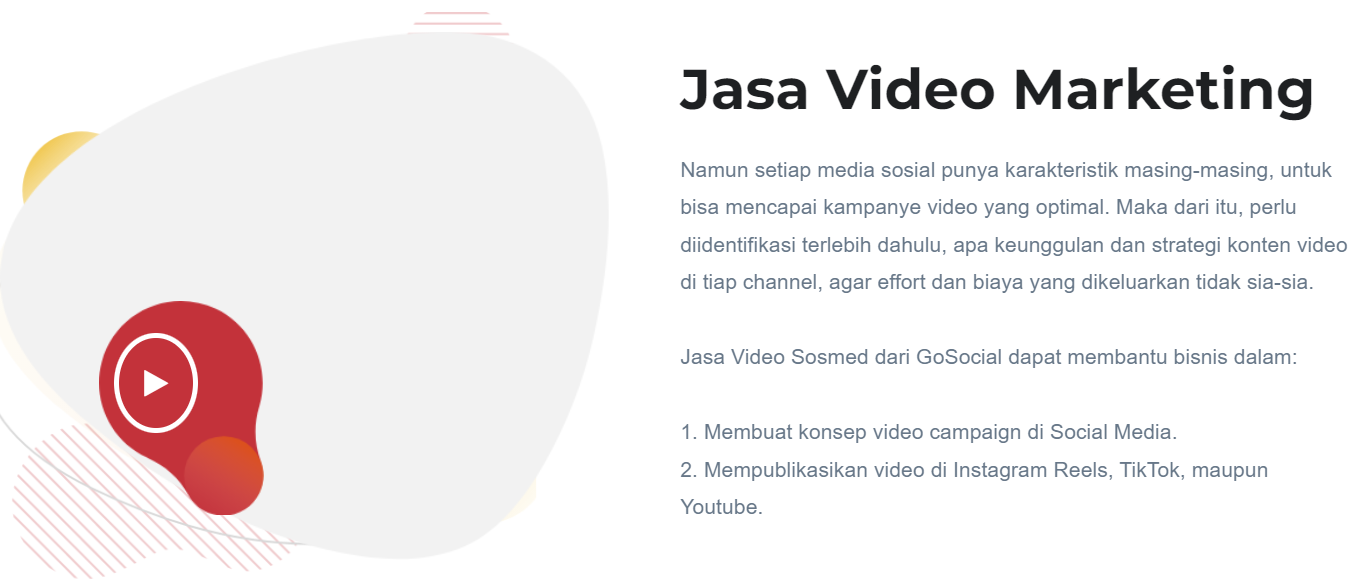 Jasa Video Marketing
Namun setiap media sosial punya karakteristik masing-masing, untuk
bisa mencapai kampanye video yang optimal. Maka dari itu, perlu
diidentifikasi terlebih dahulu, apa keunggulan dan strategi konten video
di tiap channel, agar effort dan biaya yang dikeluarkan tidak sia-sia.
Jasa Video Sosmed dari GoSocial dapat membantu bisnis dalam:
1. Membuat konsep video campaign di Social Media.
2. Mempublikasikan video di Instagram Reels, TikTok, maupun
Youtube.